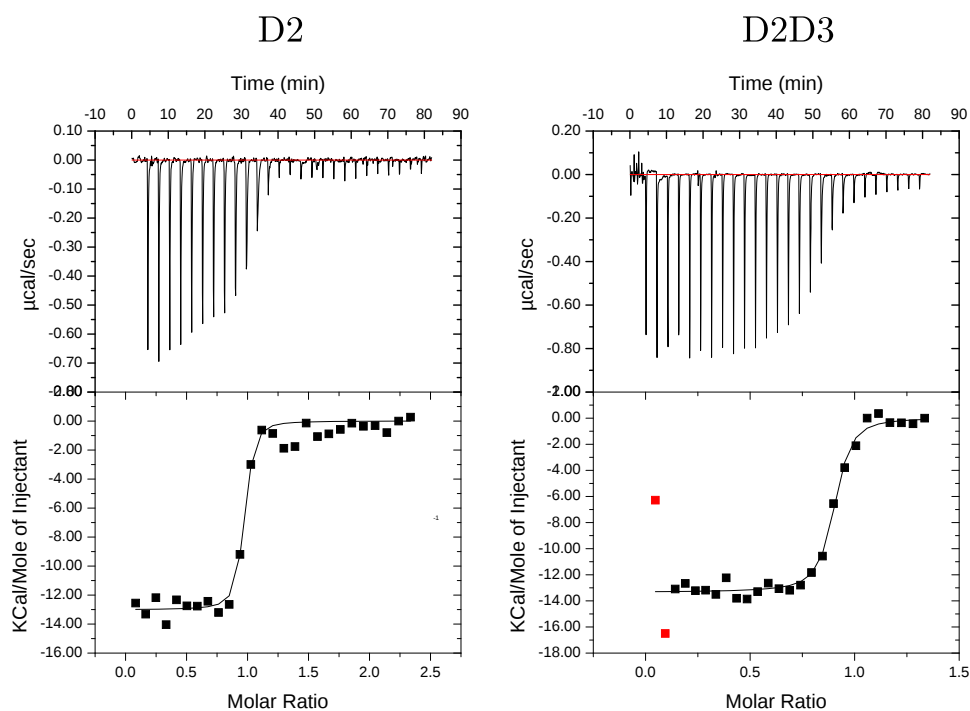 D2
D2D3
Time (min)
-10 0 10 20 30 40 50 60 70 80 90
0.10
0.00
-0.10
-0.20
-0.30
-0.40
-0.50
-0.60
-0.70
µcal/sec
0.00
-2.00
-4.00
-6.00
-8.00
-10.00
-12.00
-14.00
-16.00
KCal/Mole of Injectant
-1
0.0 0.5 1.0 1.5 2.0 2.5
Molar Ratio
Time (min)
-10 0 10 20 30 40 50 60 70 80 90
0.20
0.00
-0.20
-0.40
-0.60
-0.80
µcal/sec
0.00
-2.00
-4.00
-6.00
-8.00
-10.00
-12.00
-14.00
-16.00
-18.00
KCal/Mole of Injectant
0.0 0.5 1.0 1.5
Molar Ratio